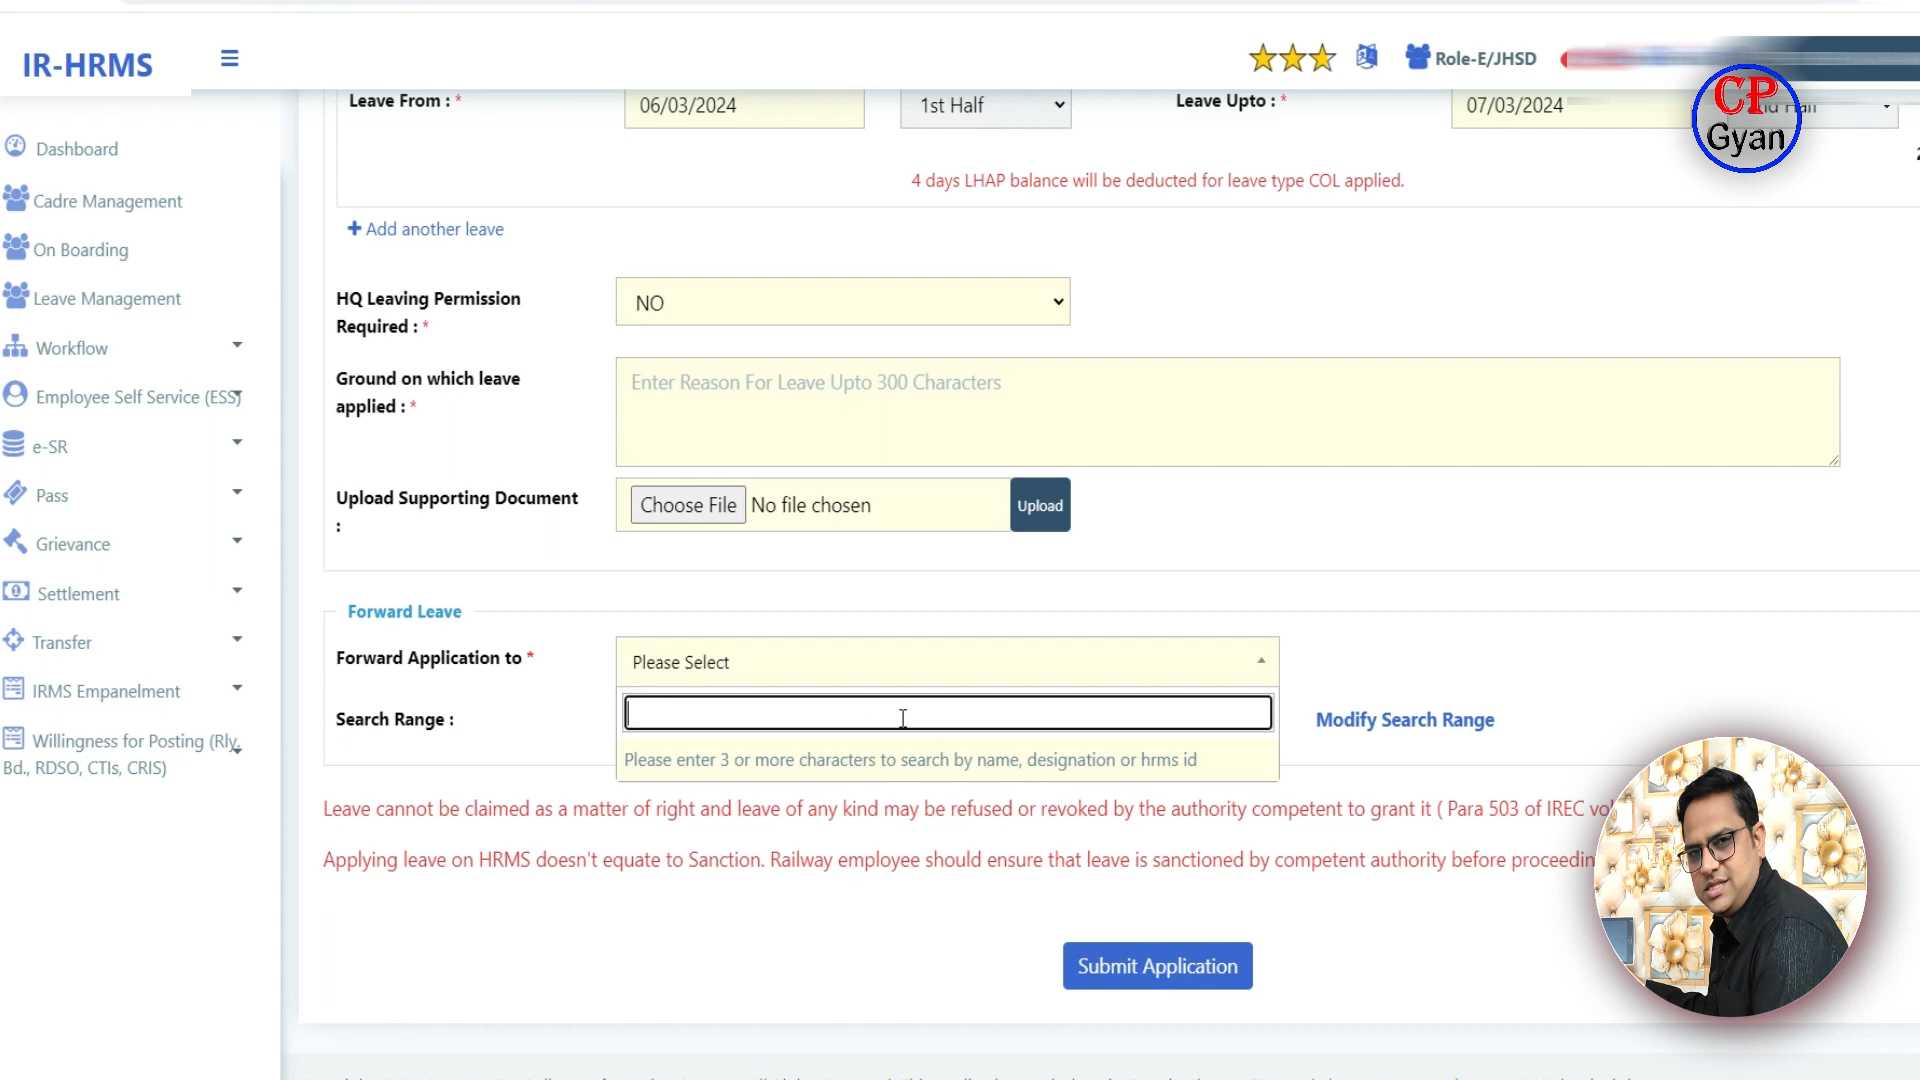 IR-HRMS
Role-E/JHSD
CP
Gyan
Dashboard
Cadre Management
On Boarding
Leave Management
Workflow
Employee Self Service (ESS)
e-SR
Pass
Grievance
Settlement
Transfer
IRMS Empanelment
Willingness for Posting (Rly.
Bd., RDSO, CTIs, CRIS)
Leave From : * 06/03/2024 1st Half Leave Upto : * 07/03/2024
4 days LHAP balance will be deducted for leave type COL applied.
Add another leave
HQ Leaving Permission
Required : *
NO
Ground on which leave
applied : *
Enter Reason For Leave Upto 300 Characters
Upload Supporting Document
:
Choose File No file chosen Upload
Forward Leave
Forward Application to * Please Select
Search Range : Modify Search Range
Please enter 3 or more characters to search by name, designation or hrms id
Leave cannot be claimed as a matter of right and leave of any kind may be refused or revoked by the authority competent to grant it ( Para 503 of IREC
Applying leave on HRMS doesn't equate to Sanction. Railway employee should ensure that leave is sanctioned by competent authority before
Submit Application